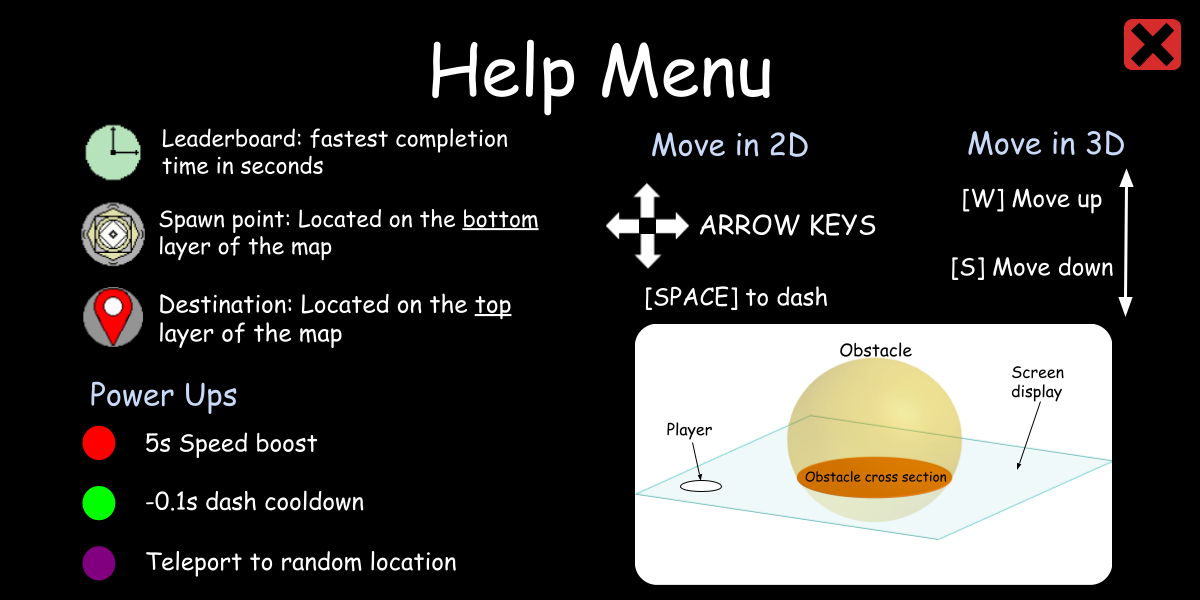 Help Menu
Leaderboard: fastest completion
time in seconds
Spawn point: Located on the bottom
layer of the map
Destination: Located on the top
layer of the map
Power Ups
5s Speed boost
-0.1s dash cooldown
Teleport to random location
Move in 2D
ARROW KEYS
[SPACE] to dash
Move in 3D
[W] Move up
[S] Move down
Obstacle
Screen
display
Player
Obstacle cross section